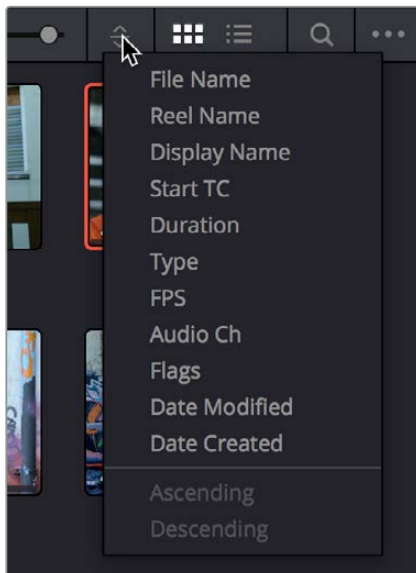 File Name
Reel Name
Display Name
Start TC
Duration
Type
FPS
Audio Ch
Flags
Date Modified
Date Created
Ascending
Descending